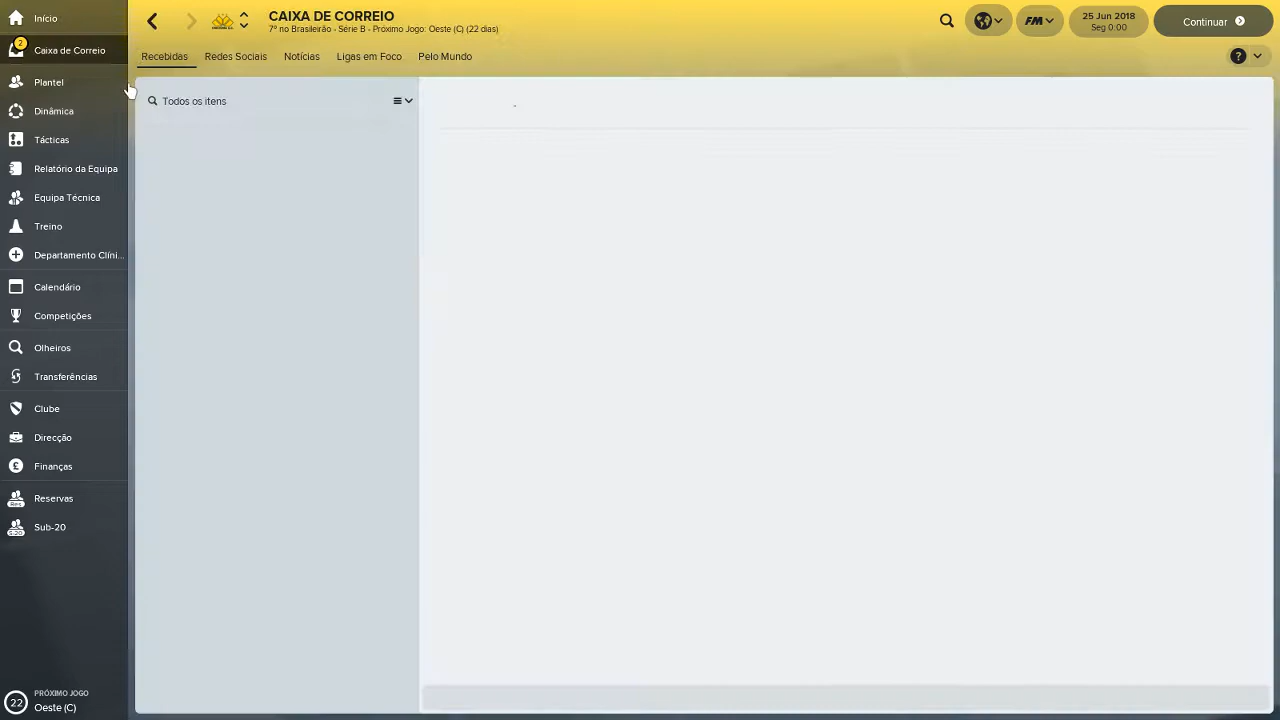 Início
2
Caixa de Correio
Plantel
Dinâmica
Tácticas
Relatório da Equipa
Equipa Técnica
Treino
Departamento Clíni...
Calendário
Competições
Olheiros
Transferências
Clube
Direcção
Finanças
Reservas
Sub-20
22
PRÓXIMO JOGO
Oeste (C)
CAIXA DE CORREIO
7º no Brasileirão - Série B - Próximo Jogo: Oeste (C) (22 dias)
FM
25 Jun 2018
Seg 0:00
Continuar
Recebidas
Redes Sociais
Notícias
Ligas em Foco
Pelo Mundo
?
Todos os itens